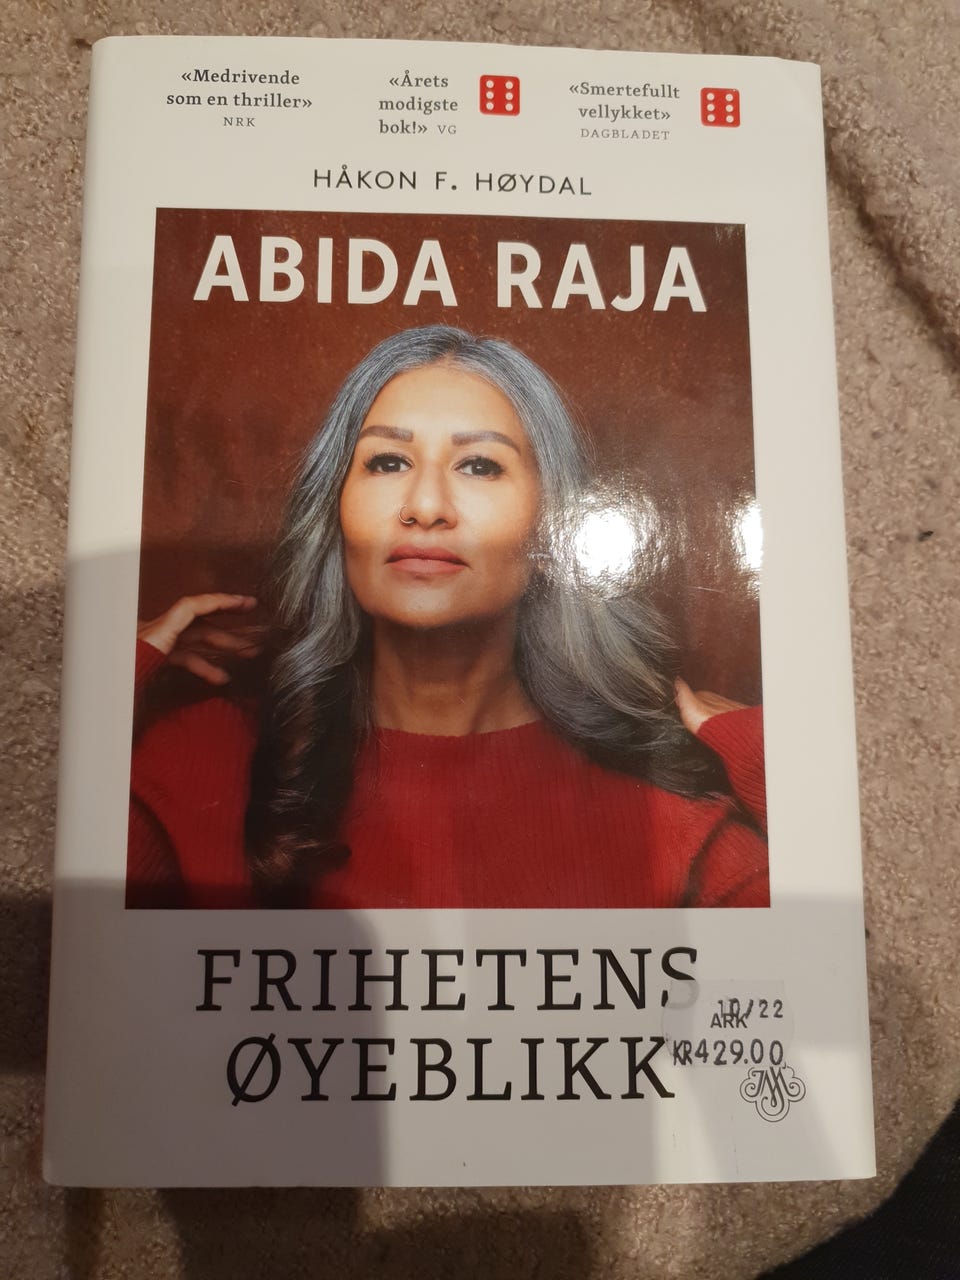 «Medrivende
som en thriller»
NRK
«Årets
modigste
bok!» VG
«Smertefullt
vellykket»
DAGBLADET
HÅKON F. HØYDAL
ABIDA RAJA
FRIHETENS
ØYEBLIKK
10/22
ARK
KR429.00